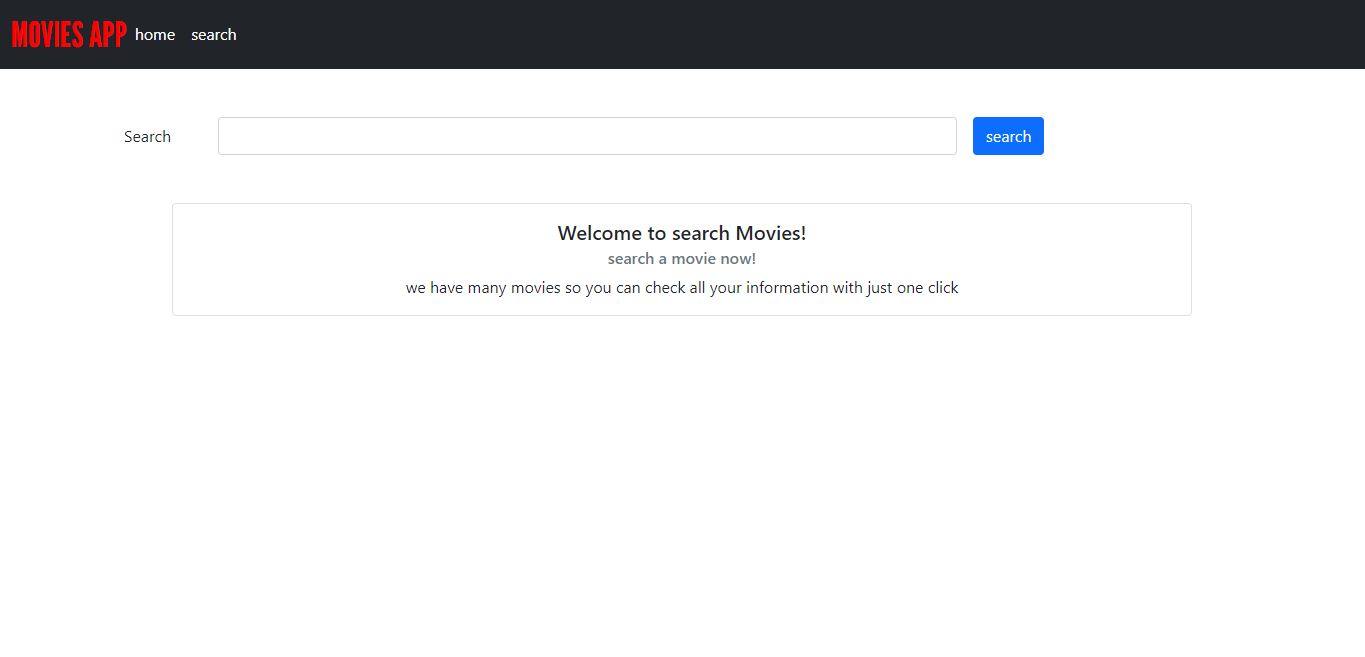 MOVIES APP home search
Search search
Welcome to search Movies!
search a movie now!
we have many movies so you can check all your information with just one click